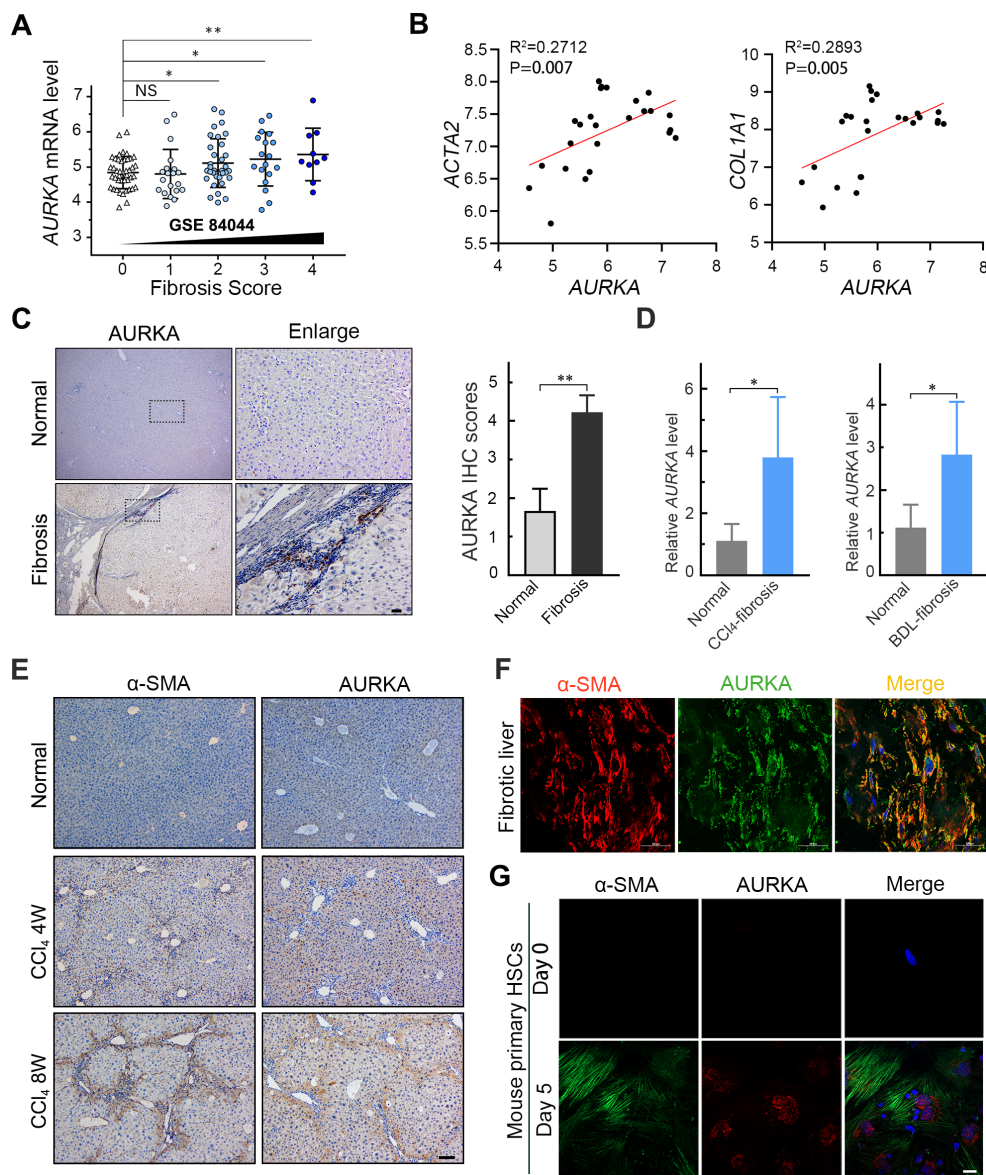 A
**
*
*
NS
AURKA mRNA level
7
6
5
4
3
GSE 84044
0 1 2 3 4
Fibrosis Score
B
R²=0.2712
P=0.007
ACTA2
8.5
8.0
7.5
7.0
6.5
6.0
5.5
4 5 6 7 8
AURKA
R²=0.2893
P=0.005
COL1A1
10
9
8
7
6
5
4 5 6 7 8
AURKA
C
AURKA Enlarge
Normal
Fibrosis
AURKA IHC scores
**
5
4
3
2
1
0
Normal
Fibrosis
D
Relative AURKA level
*
6
4
2
0
Normal
CCl₄-fibrosis
Relative AURKA level
*
4
3
2
1
0
Normal
BDL-fibrosis
E
α-SMA AURKA
Normal
CCl₄ 4W
CCl₄ 8W
F
α-SMA AURKA Merge
Fibrotic liver
G
α-SMA AURKA Merge
Mouse primary HSCs
Day 0
Day 5